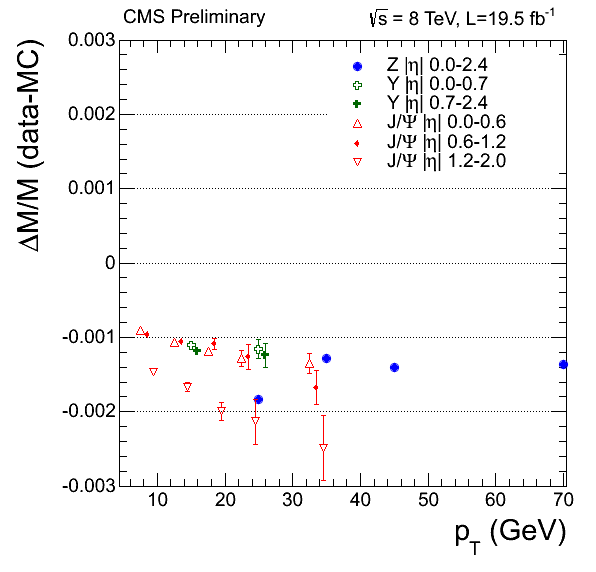 CMS Preliminary
√s = 8 TeV, L=19.5 fb⁻¹
ΔM/M (data-MC)
0.003
0.002
0.001
0
-0.001
-0.002
-0.003
Z |η| 0.0-2.4
Y |η| 0.0-0.7
Y |η| 0.7-2.4
J/Ψ |η| 0.0-0.6
J/Ψ |η| 0.6-1.2
J/Ψ |η| 1.2-2.0
10 20 30 40 50 60 70
p_T (GeV)